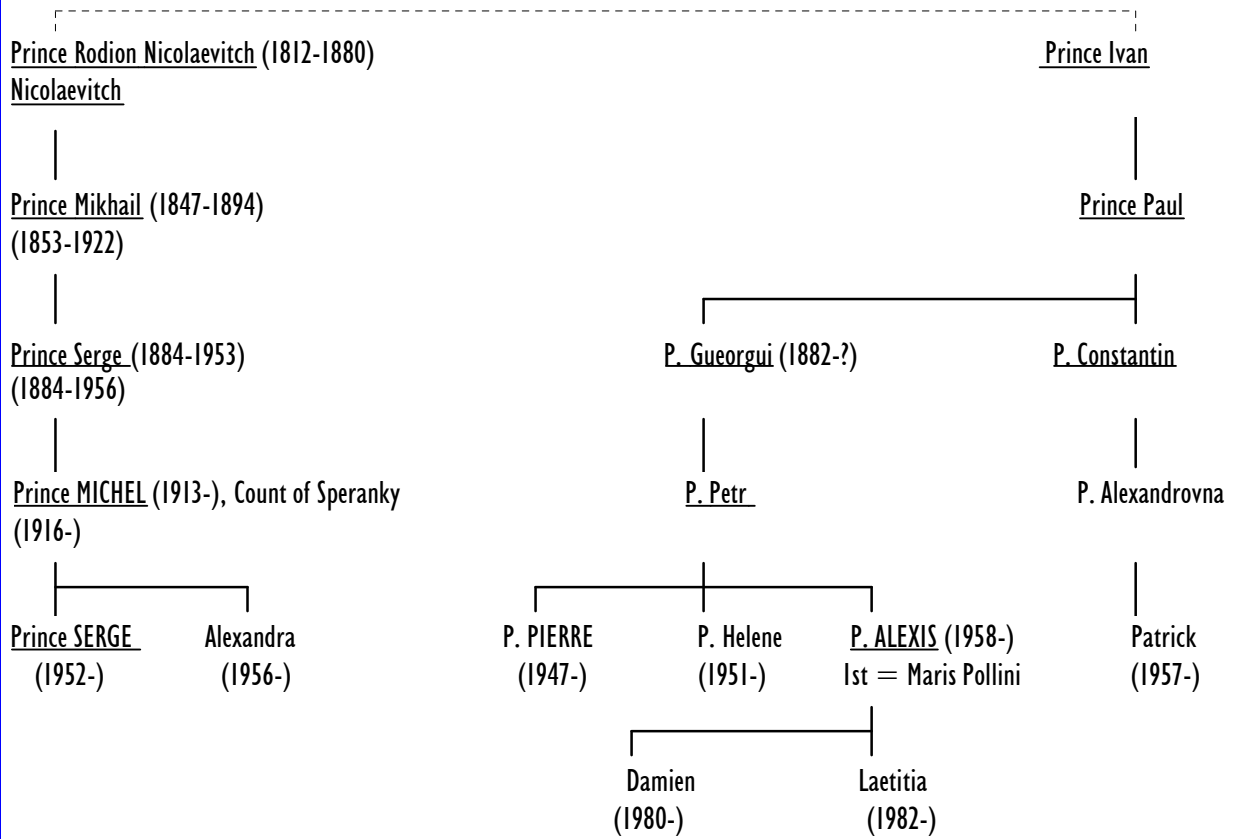 Prince Rodion Nicolaevitch (1812-1880) Prince Ivan
Nicolaevitch
Prince Mikhail (1847-1894) Prince Paul
(1853-1922)
Prince Serge (1884-1953) P. Gueorgui (1882-?) P. Constantin
(1884-1956)
Prince MICHEL (1913-), Count of Speranky P. Petr P. Alexandrovna
(1916-)
Prince SERGE Alexandra P. PIERRE P. Helene P. ALEXIS (1958-) Patrick
(1952-) (1956-) (1947-) (1951-) 1st = Maris Pollini (1957-)
Damien Laetitia
(1980-) (1982-)